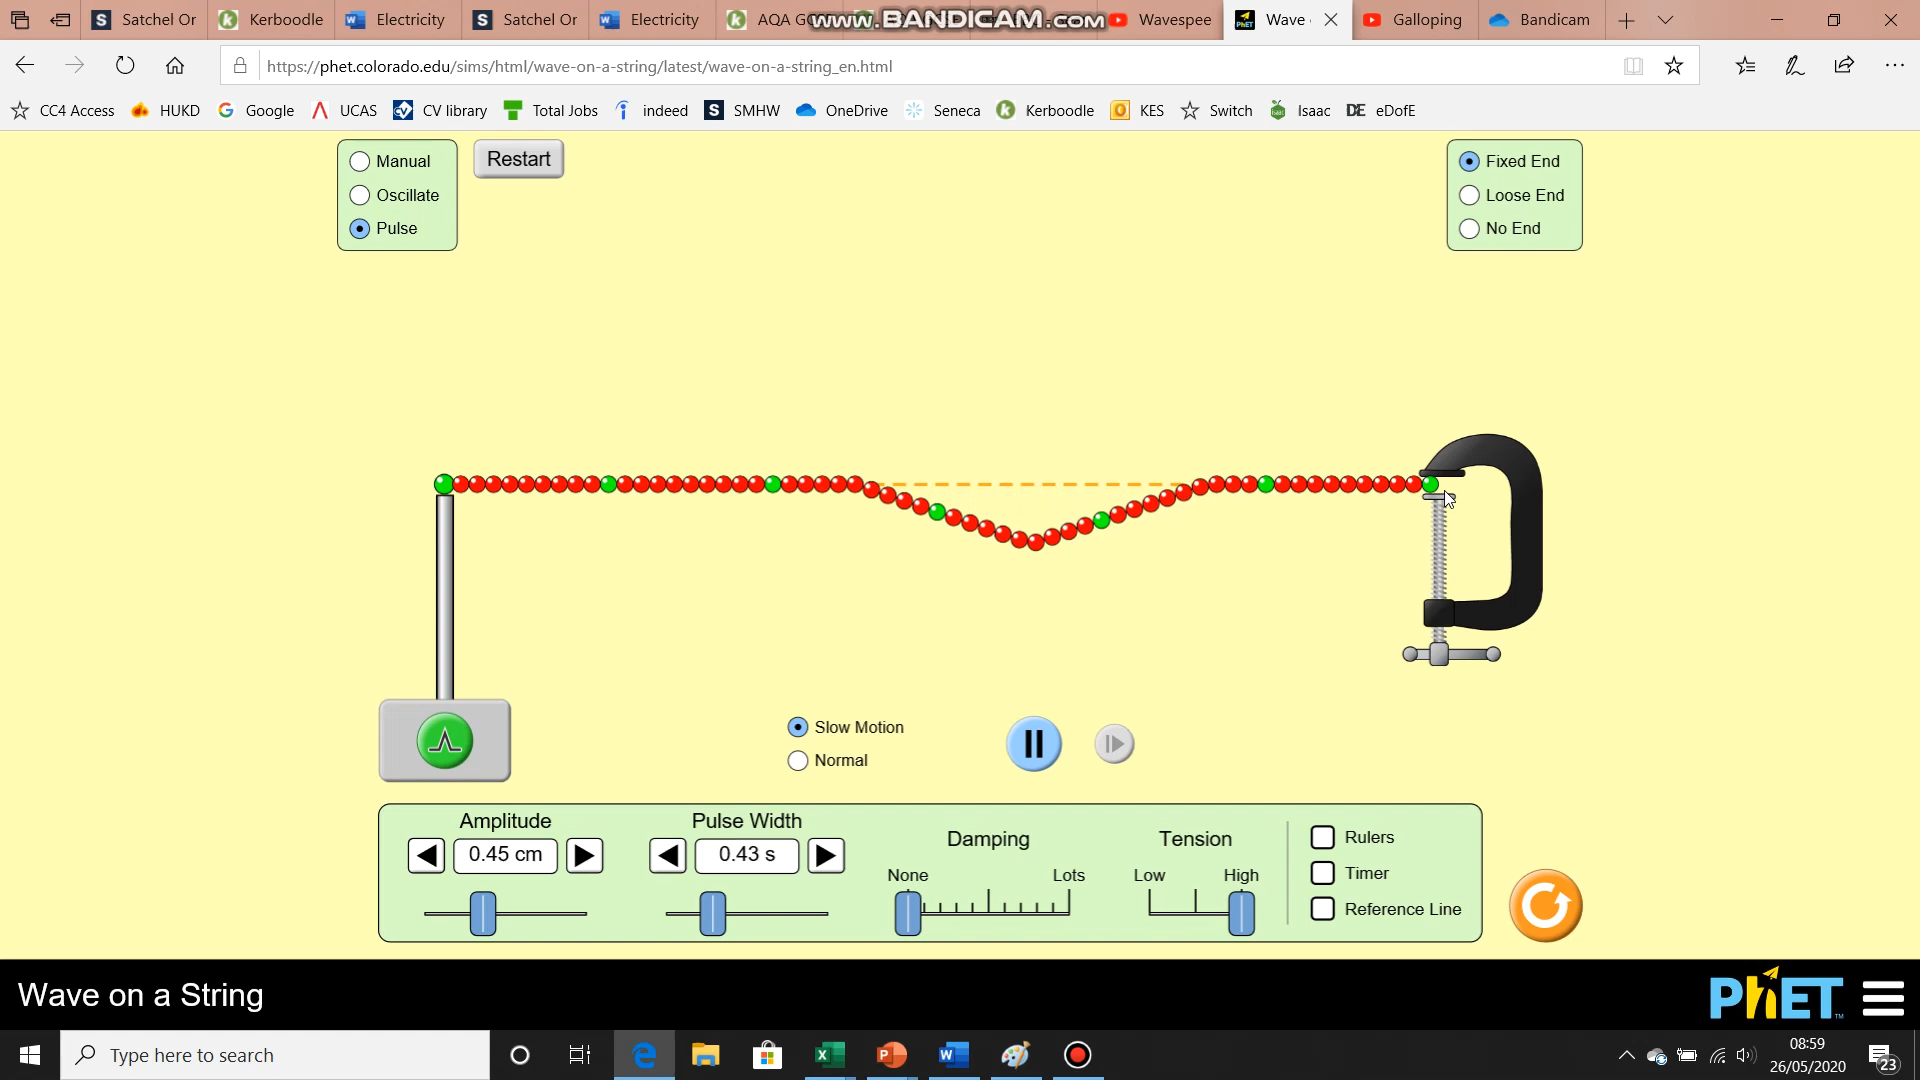 Satchel Or Kerboodle Electricity Satchel Or Electricity AQA GC Wavespee Wave Galloping Bandicam
www.BANDICAM.com
https://phet.colorado.edu/sims/html/wave-on-a-string/latest/wave-on-a-string_en.html
CC4 Access HUKD Google UCAS CV library Total Jobs indeed SMHW OneDrive Seneca Kerboodle KES Switch Isaac eDofE
Manual
Oscillate
Pulse
Restart
Fixed End
Loose End
No End
Slow Motion
Normal
Amplitude
0.45 cm
Pulse Width
0.43 s
Damping
None Lots
Tension
Low High
Rulers
Timer
Reference Line
Wave on a String
PhET
Type here to search
08:59
26/05/2020
23